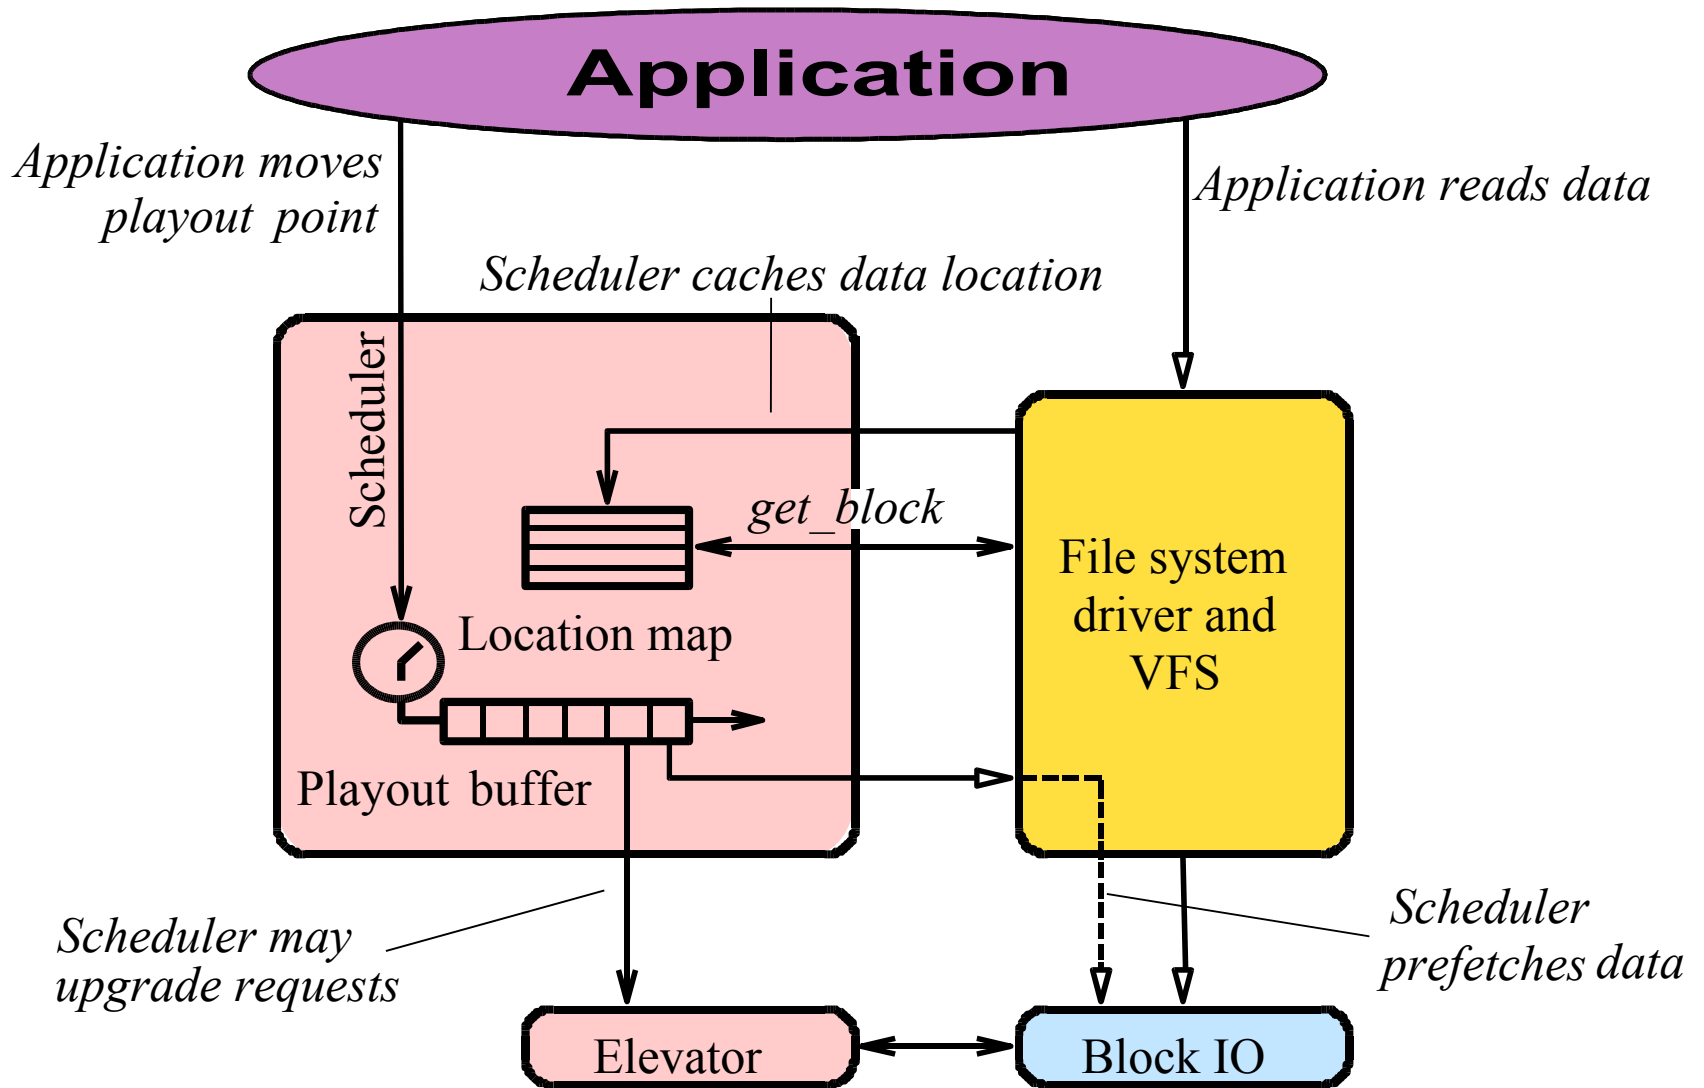 Application
Application moves
playout point
Application reads data
Scheduler caches data location
Scheduler
get_block
File system
driver and
VFS
Location map
Playout buffer
Scheduler may
upgrade requests
Scheduler
prefetches data
Elevator
Block IO